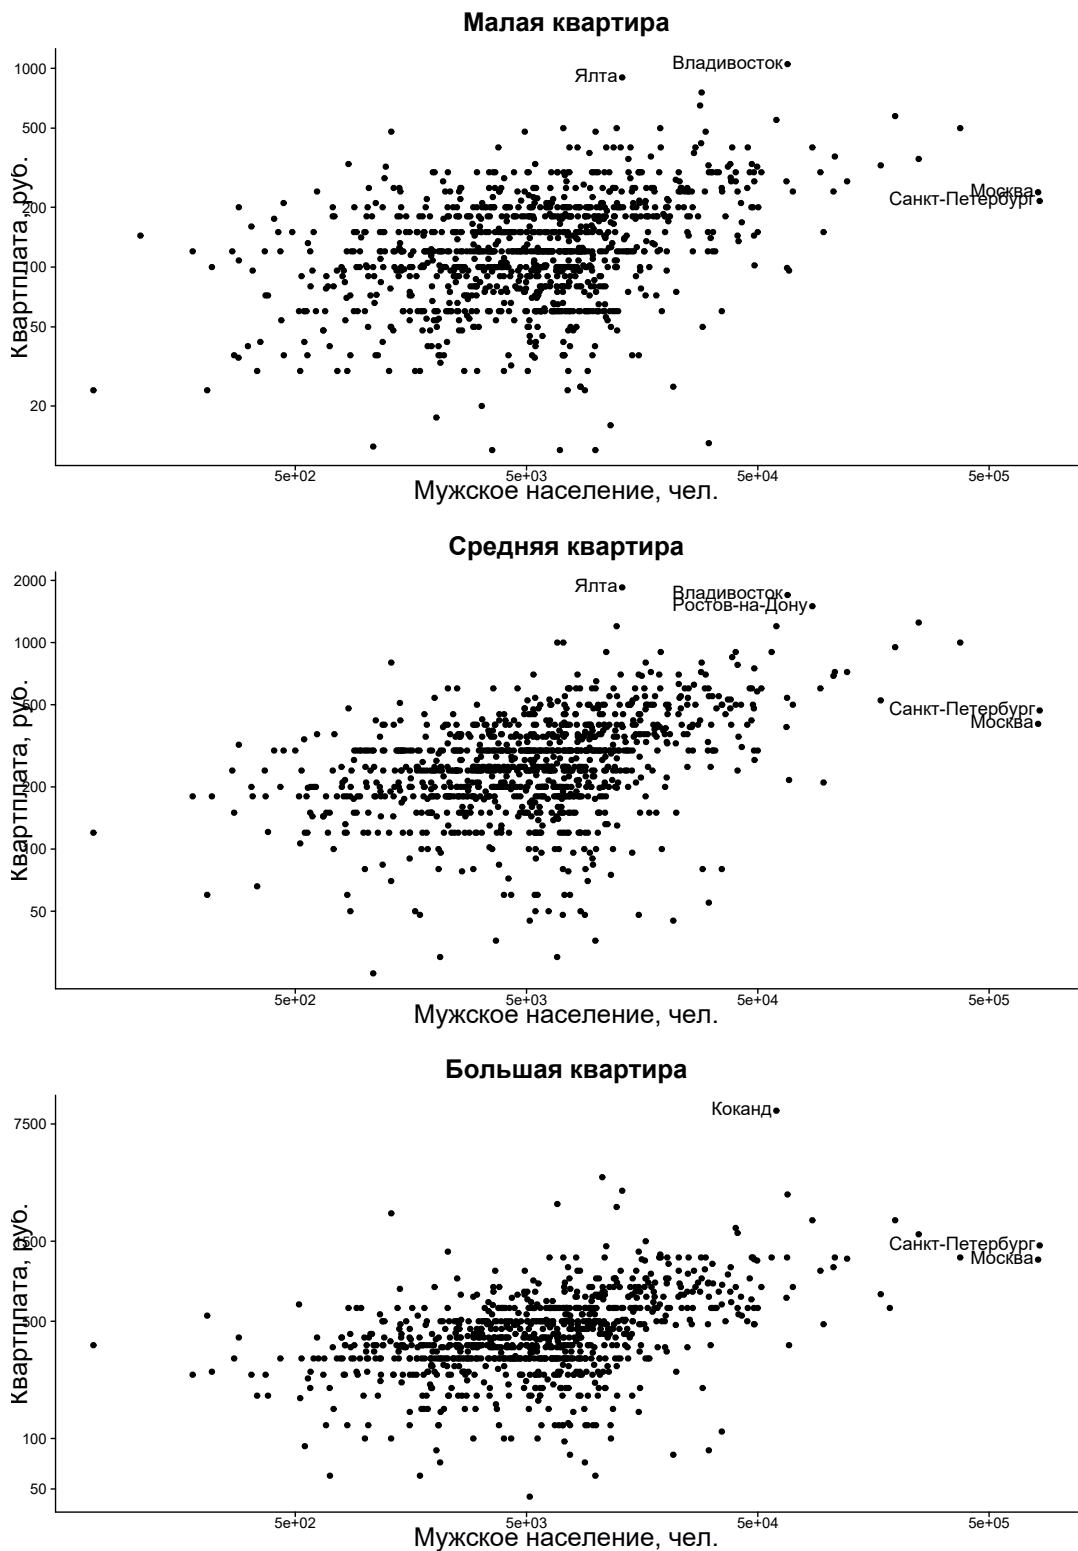 Малая квартира
1000
Владивосток
Ялта
500
Москва
200
Санкт-Петербург
100
50
20
Квартплата, руб.
5e+02 5e+03 5e+04 5e+05
Мужское население, чел.
Средняя квартира
2000
Ялта
Владивосток
Ростов-на-Дону
1000
500
Санкт-Петербург
Москва
200
100
50
Квартплата, руб.
5e+02 5e+03 5e+04 5e+05
Мужское население, чел.
Большая квартира
Коканд
7500
1500
Санкт-Петербург
Москва
500
100
50
Квартплата, руб.
5e+02 5e+03 5e+04 5e+05
Мужское население, чел.